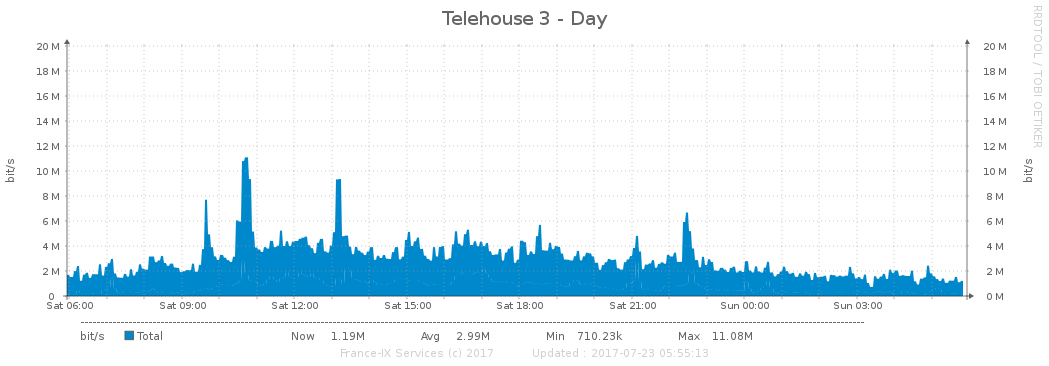 Telehouse 3 - Day
RRDTOOL / TOBI OETIKER
20 M 20 M
18 M 18 M
16 M 16 M
14 M 14 M
12 M 12 M
10 M 10 M
8 M 8 M
6 M 6 M
4 M 4 M
2 M 2 M
0 0 M
bit/s bit/s
Sat 06:00 Sat 09:00 Sat 12:00 Sat 15:00 Sat 18:00 Sat 21:00 Sun 00:00 Sun 03:00
bit/s Total Now 1.19M Avg 2.99M Min 710.23k Max 11.08M
France-IX Services (c) 2017 Updated : 2017-07-23 05:55:13